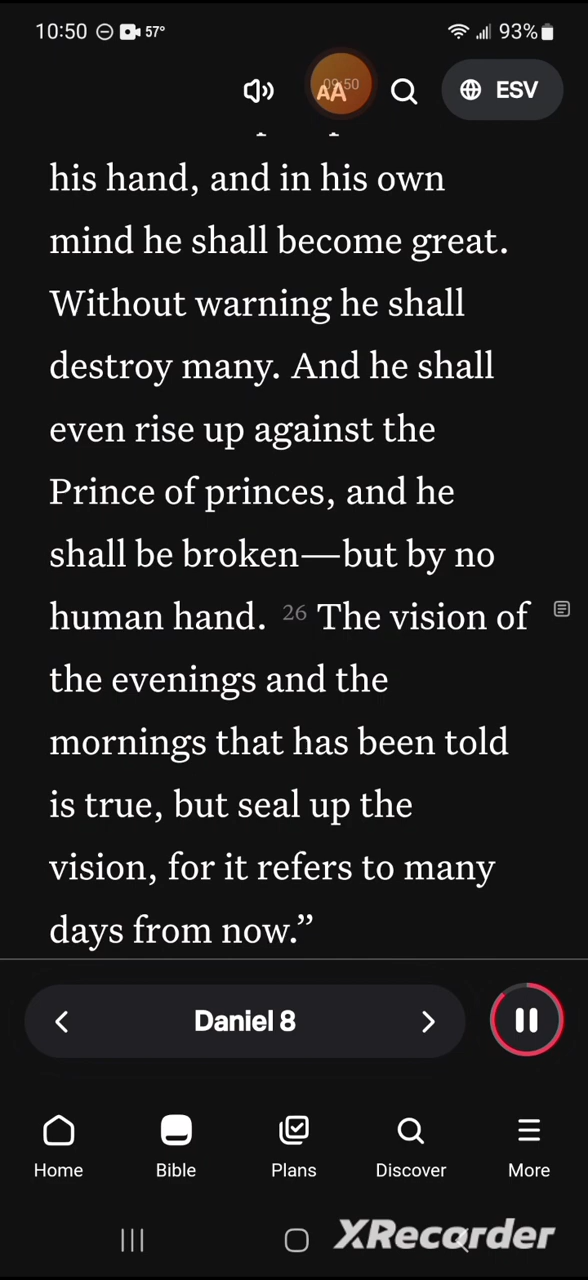 10:50 57° 93%
09:50
AA ESV
his hand, and in his own
mind he shall become great.
Without warning he shall
destroy many. And he shall
even rise up against the
Prince of princes, and he
shall be broken—but by no
human hand. 26 The vision of
the evenings and the
mornings that has been told
is true, but seal up the
vision, for it refers to many
days from now.”
Daniel 8
Home Bible Plans Discover More
XRecorder